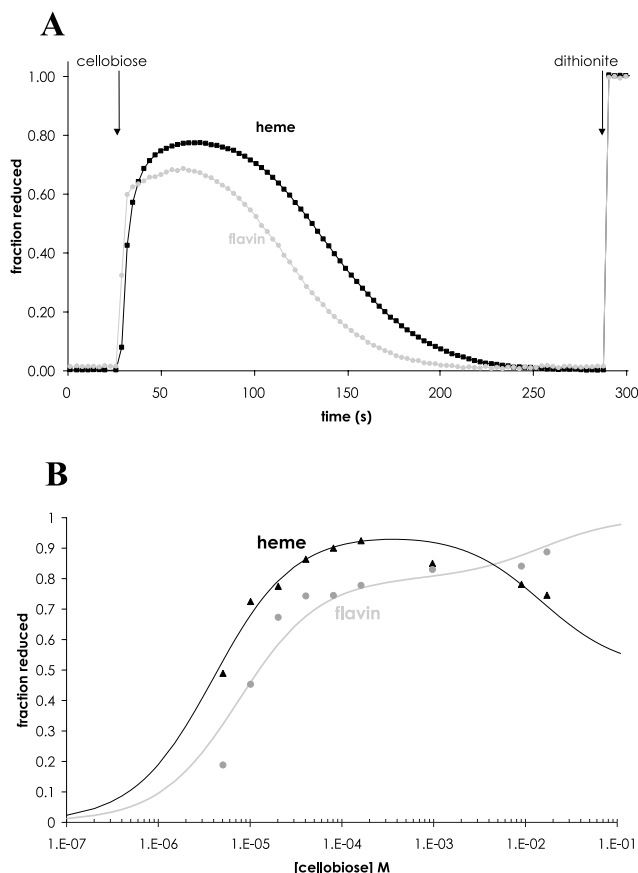 A
cellobiose
dithionite
1.00
heme
0.80
0.60
flavin
fraction reduced
0.40
0.20
0.00
0 50 100 150 200 250 300
time (s)
B
1
heme
0.9
0.8
0.7
flavin
0.6
fraction reduced
0.5
0.4
0.3
0.2
0.1
0
1.E-07 1.E-06 1.E-05 1.E-04 1.E-03 1.E-02 1.E-01
[cellobiose] M